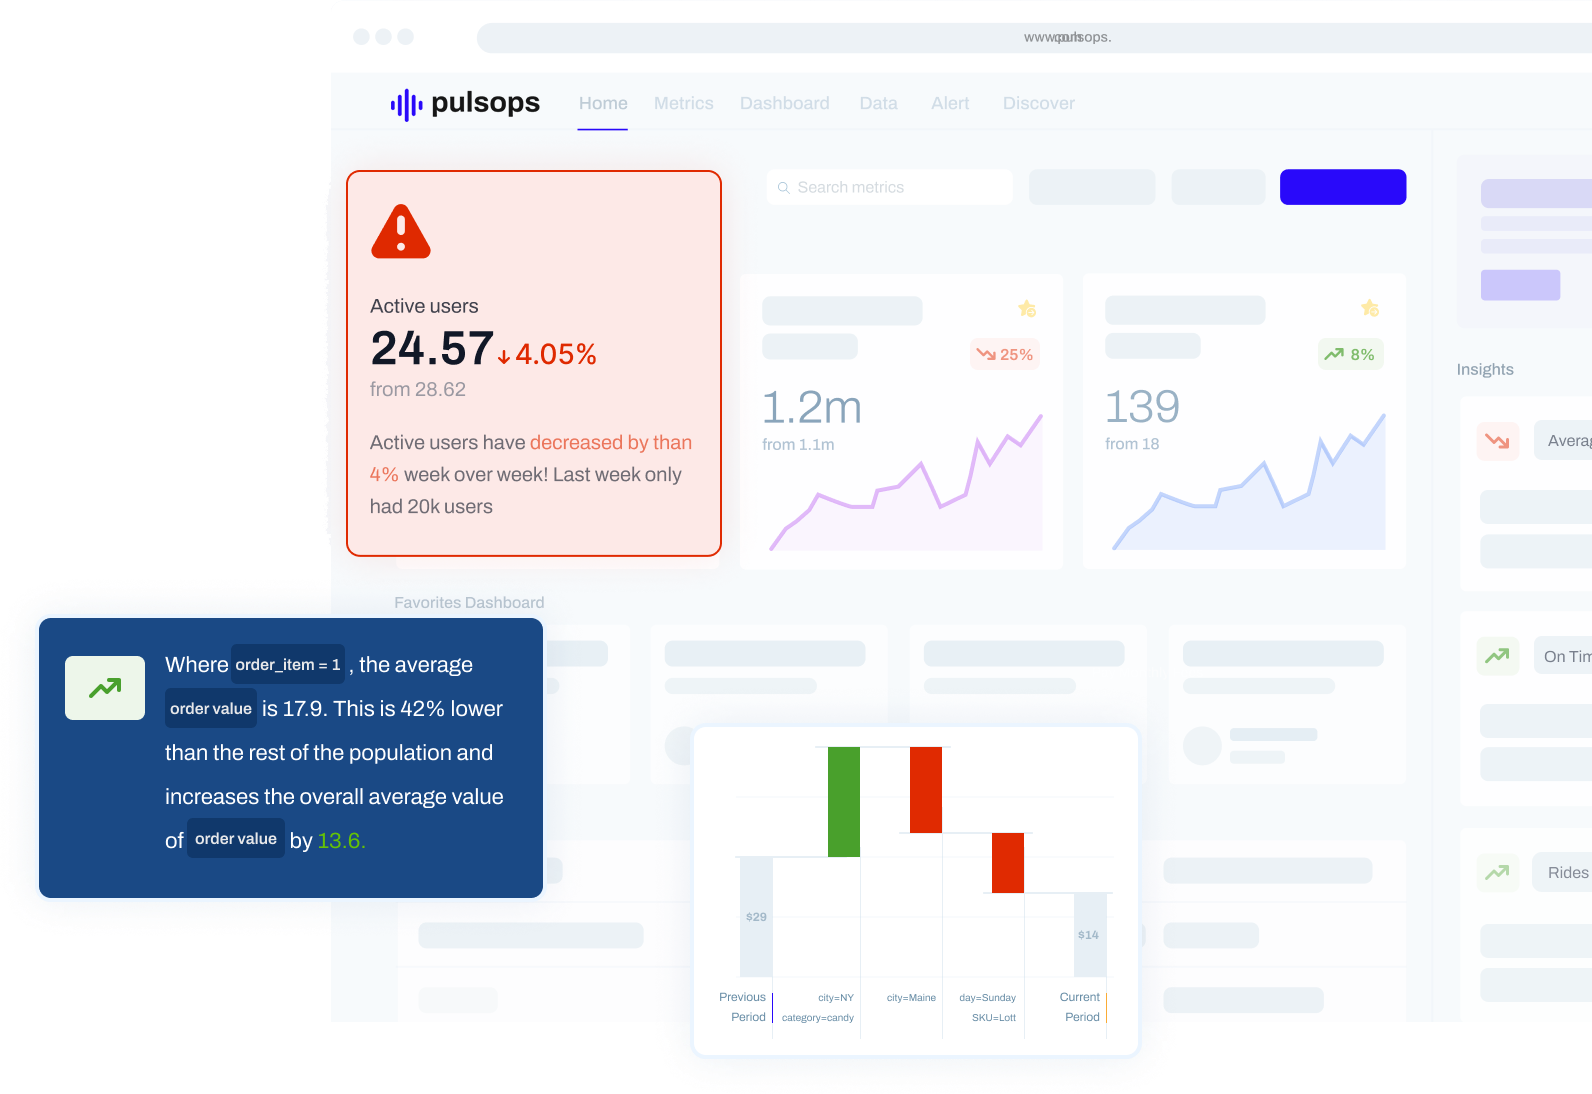 www.pulsops.
pulsops
Home Metrics Dashboard Data Alert Discover
Search metrics
Active users
24.57 ↓ 4.05%
from 28.62
Active users have decreased by than
4% week over week! Last week only
had 20k users
25%
1.2m
from 1.1m
8%
139
from 18
Insights
On Tim
Rides
Favorites Dashboard
Where order_item = 1 , the average
order value is 17.9. This is 42% lower
than the rest of the population and
increases the overall average value
of order value by 13.6.
$29
$14
Previous
Period
city=NY
category=candy
city=Maine
day=Sunday
SKU=Lott
Current
Period